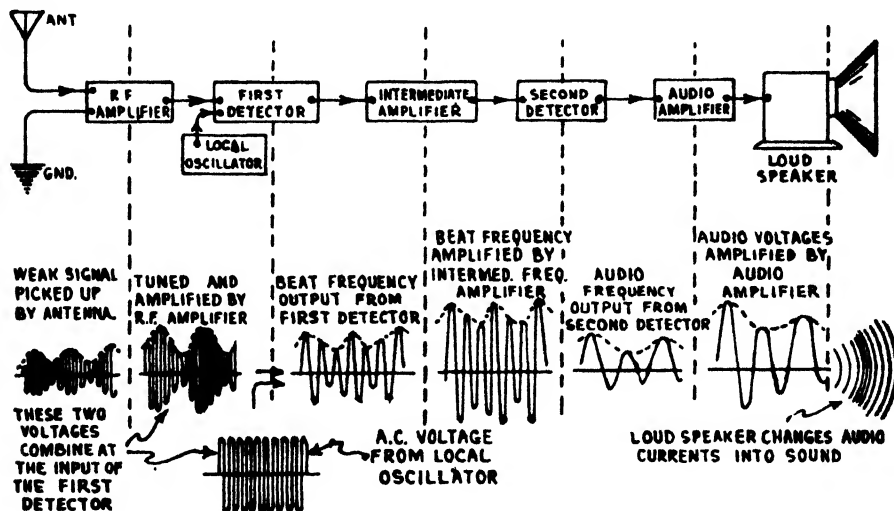 ANT
R.F.
AMPLIFIER
FIRST
DETECTOR
INTERMEDIATE
AMPLIFIER
SECOND
DETECTOR
AUDIO
AMPLIFIER
LOCAL
OSCILLATOR
GND.
LOUD
SPEAKER
WEAK SIGNAL
PICKED UP
BY ANTENNA.
TUNED AND
AMPLIFIED BY
R.F. AMPLIFIER
BEAT FREQUENCY
OUTPUT FROM
FIRST DETECTOR
BEAT FREQUENCY
AMPLIFIED BY
INTERMED. FREQ.
AMPLIFIER
AUDIO
FREQUENCY
OUTPUT FROM
SECOND DETECTOR
AUDIO VOLTAGES
AMPLIFIED BY
AUDIO
AMPLIFIER
THESE TWO
VOLTAGES
COMBINE AT
THE INPUT OF
THE FIRST
DETECTOR
A.C. VOLTAGE
FROM LOCAL
OSCILLATOR
LOUD SPEAKER CHANGES AUDIO
CURRENTS INTO SOUND